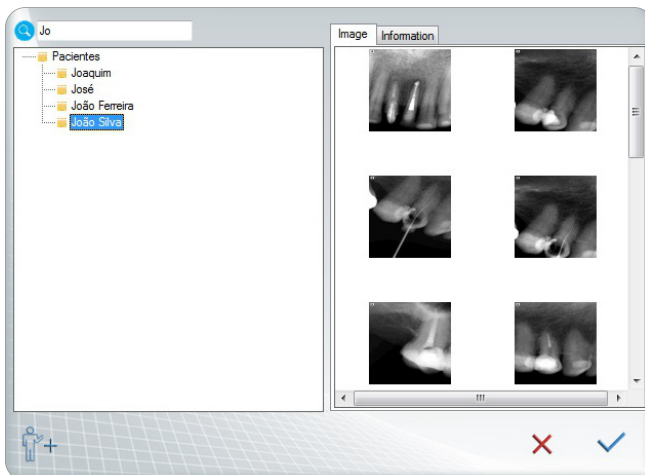 Jo
Pacientes
Joaquim
José
João Ferreira
João Silva
Image
Information